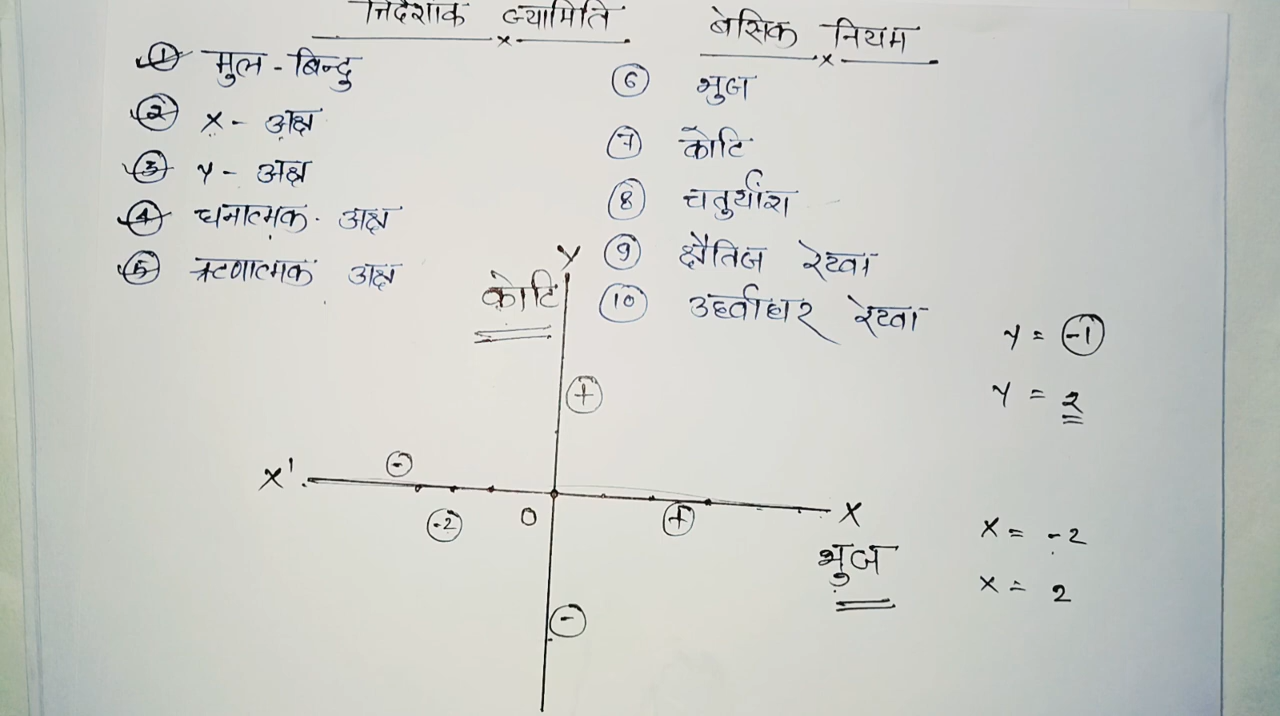 निर्देशांक ज्यामिति बेसिक नियम
① मुल-बिन्दु
② X-अक्ष
③ Y-अक्ष
④ धनात्मक-अक्ष
⑤ ऋणात्मक अक्ष
⑥ भुज
⑦ कोटि
⑧ चतुर्थांश
⑨ क्षैतिज रेखा
⑩ उर्ध्वाधर रेखा
Y
कोटि
+
y = -1
y = 2
X'
-
-2
O
+
X
भुज
-
x = -2
x = 2